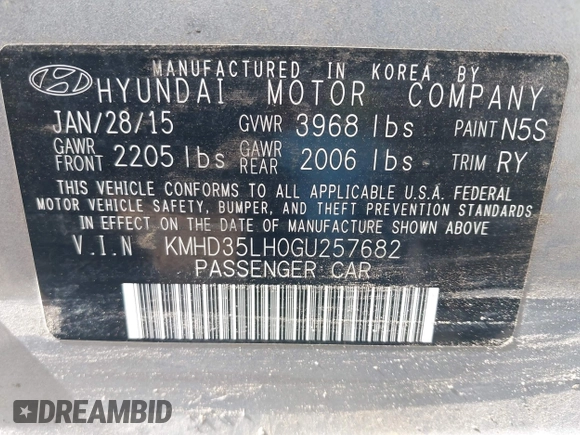 MANUFACTURED IN KOREA BY
HYUNDAI MOTOR COMPANY
JAN/28/15 GVWR 3968 lbs PAINT N5S
GAWR FRONT 2205 lbs GAWR REAR 2006 lbs TRIM RY
THIS VEHICLE CONFORMS TO ALL APPLICABLE U.S.A. FEDERAL
MOTOR VEHICLE SAFETY, BUMPER, AND THEFT PREVENTION STANDARDS
IN EFFECT ON THE DATE OF MANUFACTURE SHOWN ABOVE.
V.I.N KMHD35LH0GU257682
PASSENGER CAR
DREAMBID